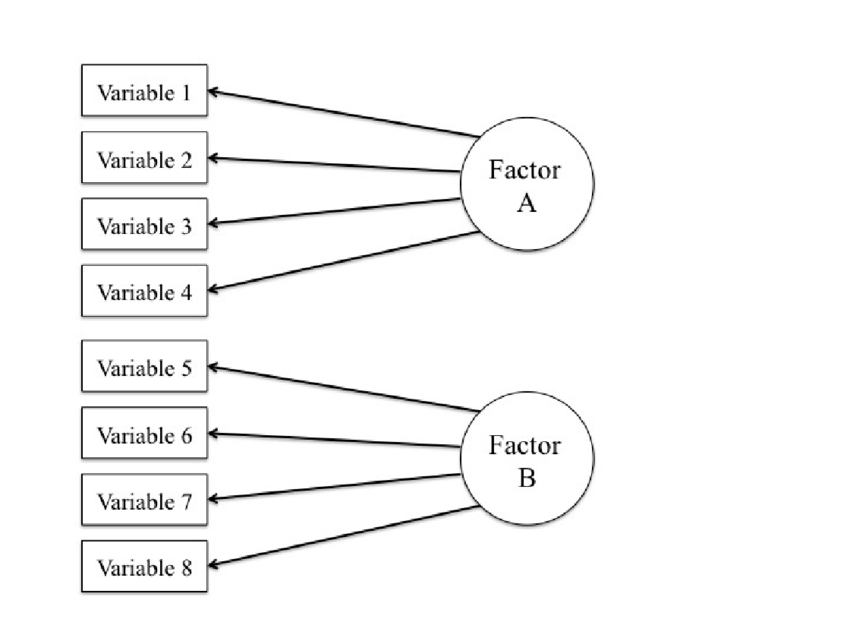 Variable 1
Variable 2
Variable 3
Variable 4
Factor
A
Variable 5
Variable 6
Variable 7
Variable 8
Factor
B